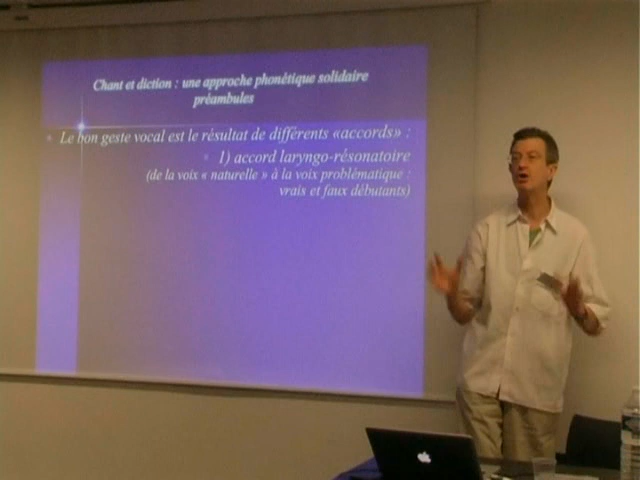 Chant et diction : une approche phonétique solidaire
préambules
Le bon geste vocal est le résultat de différents «accords» :
1) accord laryngo-résonatoire
(de la voix « naturelle » à la voix problématique :
vrais et faux débutants)